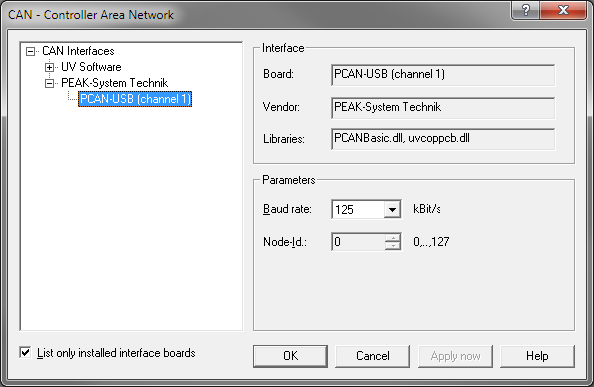 CAN - Controller Area Network
CAN Interfaces
UV Software
PEAK-System Technik
PCAN-USB (channel 1)
Interface
Board: PCAN-USB (channel 1)
Vendor: PEAK-System Technik
Libraries: PCANBasic.dll, uvcoppcb.dll
Parameters
Baud rate: 125 kBit/s
Node-Id.: 0 0,..,127
List only installed interface boards
OK Cancel Apply now Help